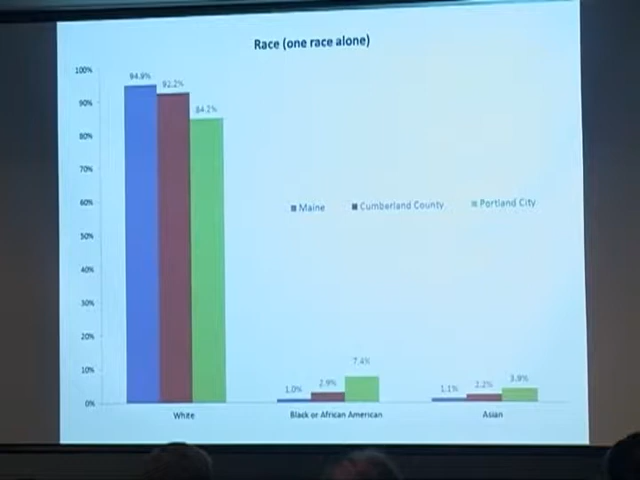 Race (one race alone)
100%
90%
80%
70%
60%
50%
40%
30%
20%
10%
0%
94.9%
92.2%
84.2%
1.0%
2.9%
7.4%
1.1%
2.2%
3.9%
Maine
Cumberland County
Portland City
White
Black or African American
Asian